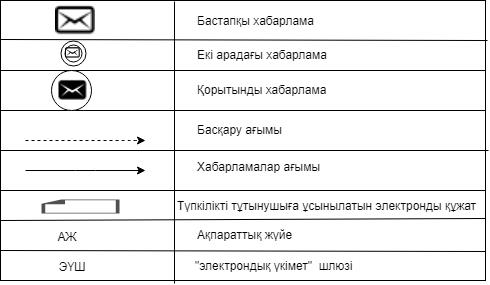 Бастапқы хабарлама
Екі арадағы хабарлама
Қорытынды хабарлама
Басқару ағымы
Хабарламалар ағымы
Түпкілікті тұтынушыға ұсынылатын электронды құжат
АЖ Ақпараттық жүйе
ЭҮШ "электрондық үкімет" шлюзі